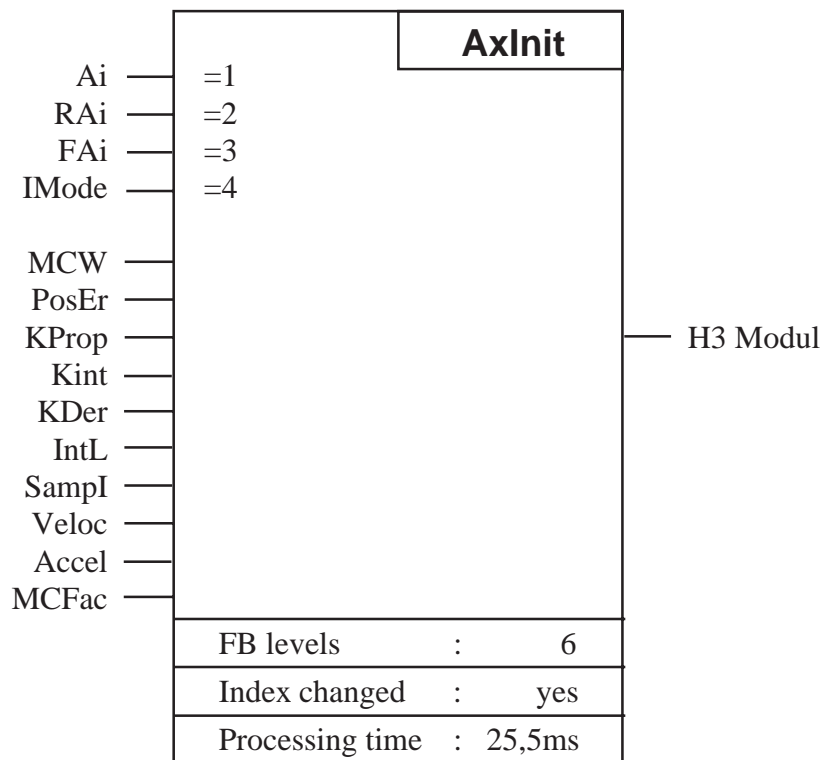 AxInit
Ai =1
RAi =2
FAi =3
IMode =4
MCW
PosEr
KProp
H3 Modul
Kint
KDer
IntL
SampI
Veloc
Accel
MCFac
FB levels : 6
Index changed : yes
Processing time : 25,5ms